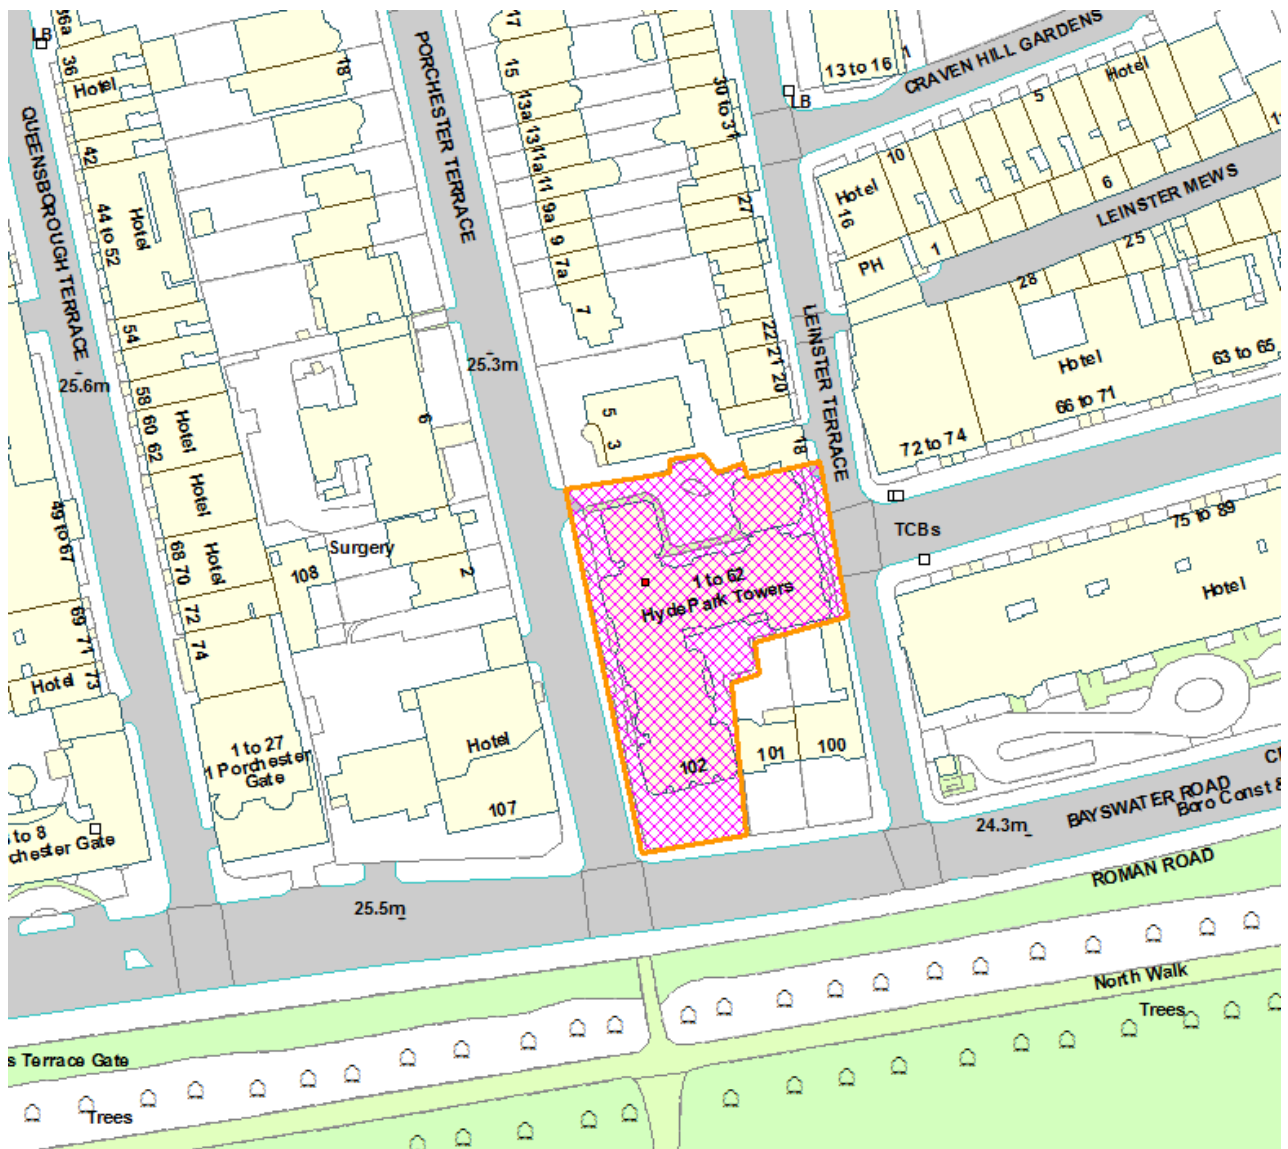 36a
LB
36
Hotel
18
PORCHESTER TERRACE
17
15
13a
13
11a
11
9a
9
7a
7
30 to 31
13 to 16
1
LB
CRAVEN HILL GARDENS
Hotel
5
10
Hotel
16
PH
1
6
LEINSTER MEWS
25
28
27
QUEENSBOROUGH TERRACE
42
44 to 52
Hotel
54
25.6m
58
60
62
Hotel
Hotel
6
25.3m
5
3
22
21
20
18
LEINSTER TERRACE
Hotel
63 to 65
66 to 71
72 to 74
TCBs
75 to 89
Hotel
49 to 67
68
70
Hotel
72
74
108
Surgery
2
1 to 62
Hyde Park Towers
69
71
73
Hotel
1 to 27
1 Porchester
Gate
Hotel
107
102
101
100
to 8
chester Gate
24.3m
BAYSWATER ROAD
Boro Const &
ROMAN ROAD
25.5m
North Walk
Trees
s Terrace Gate
Trees